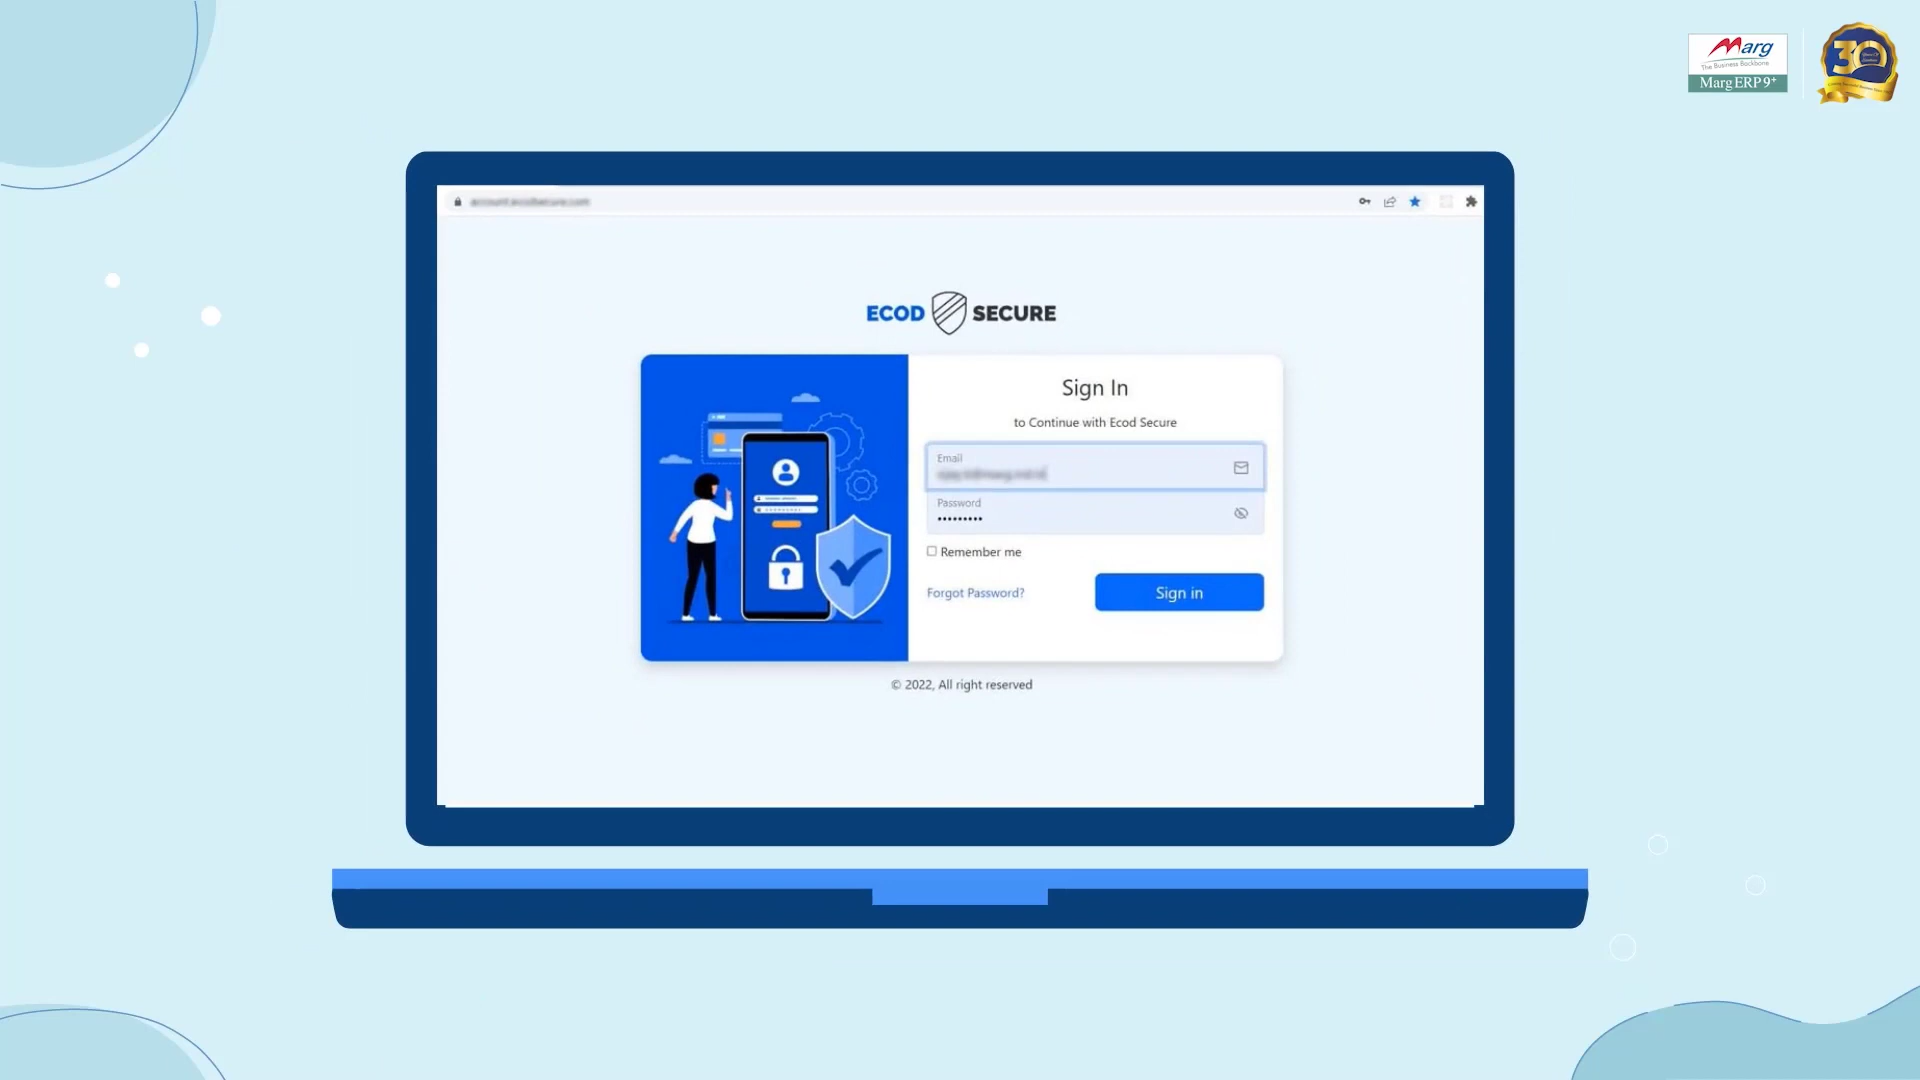 Marg
The Business Backbone
Marg ERP 9+
30
ECOD SECURE
Sign In
to Continue with Ecod Secure
Email
Password
•••••••••
Remember me
Forgot Password?
Sign in
© 2022, All right reserved